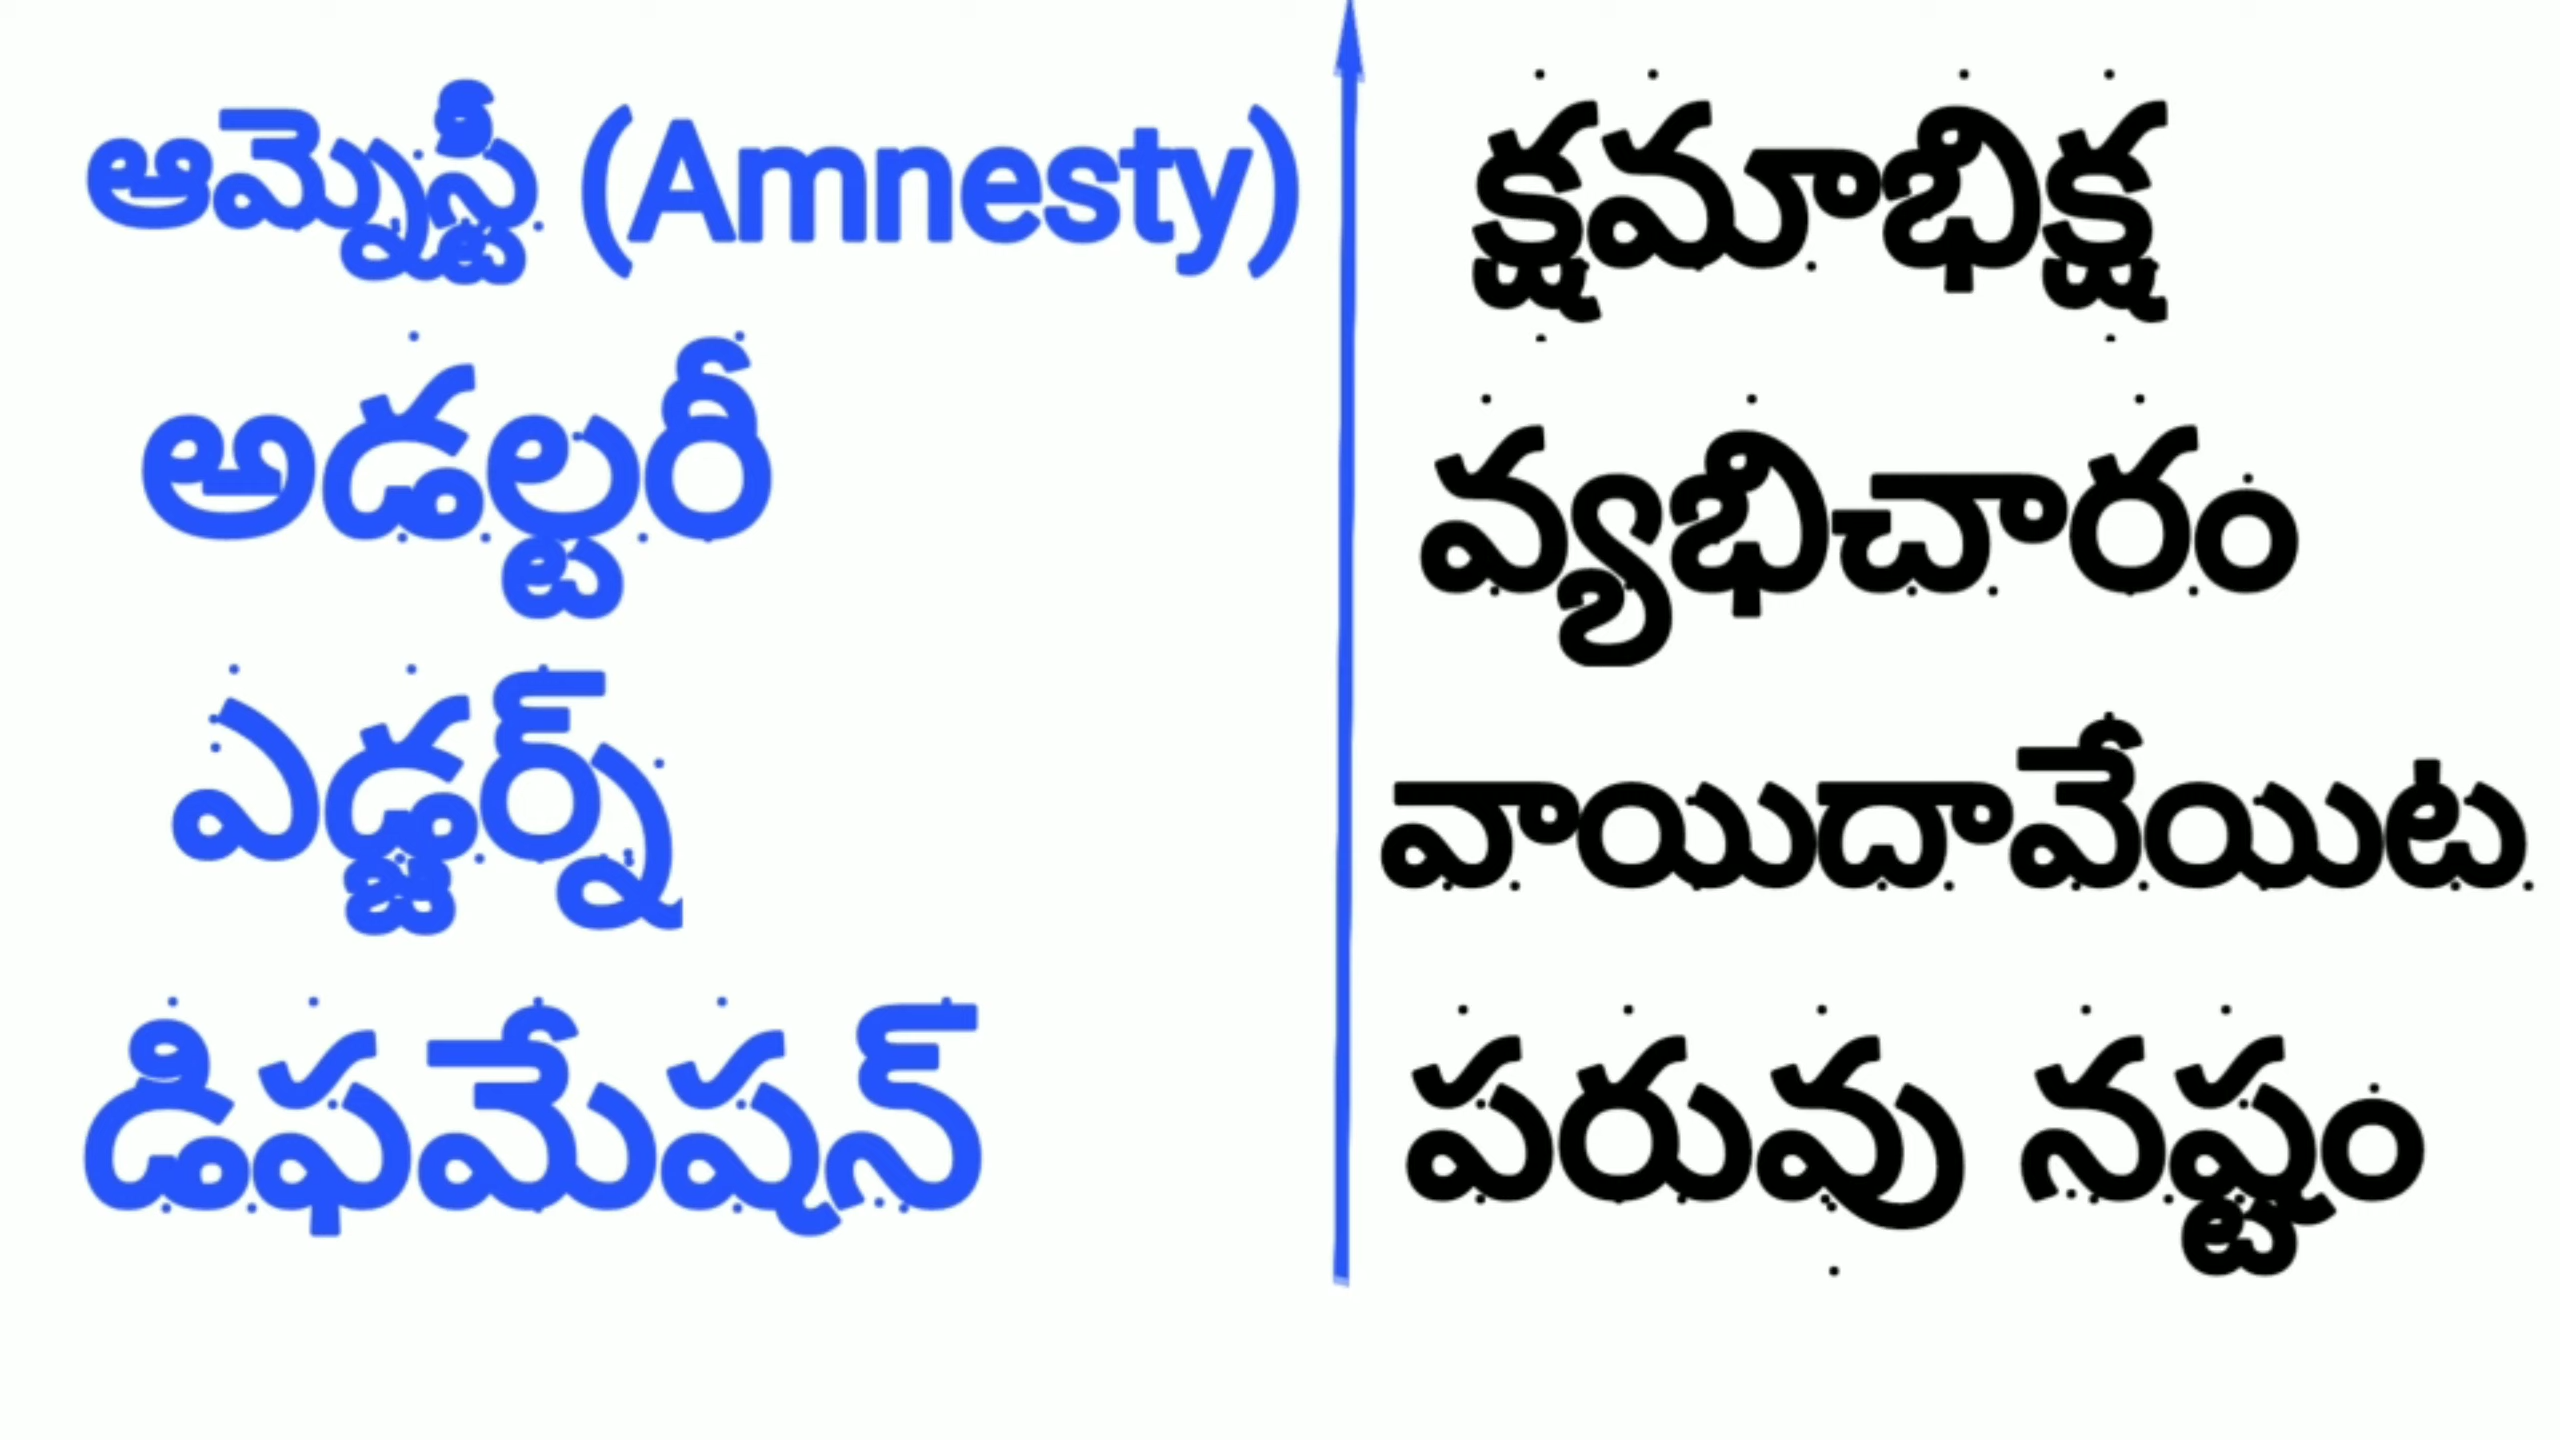 ఆమ్నెస్టీ (Amnesty) క్షమాభిక్ష
అడల్టరీ వ్యభిచారం
ఎడ్జర్న్ వాయిదావేయిట
డిఫమేషన్ పరువు నష్టం